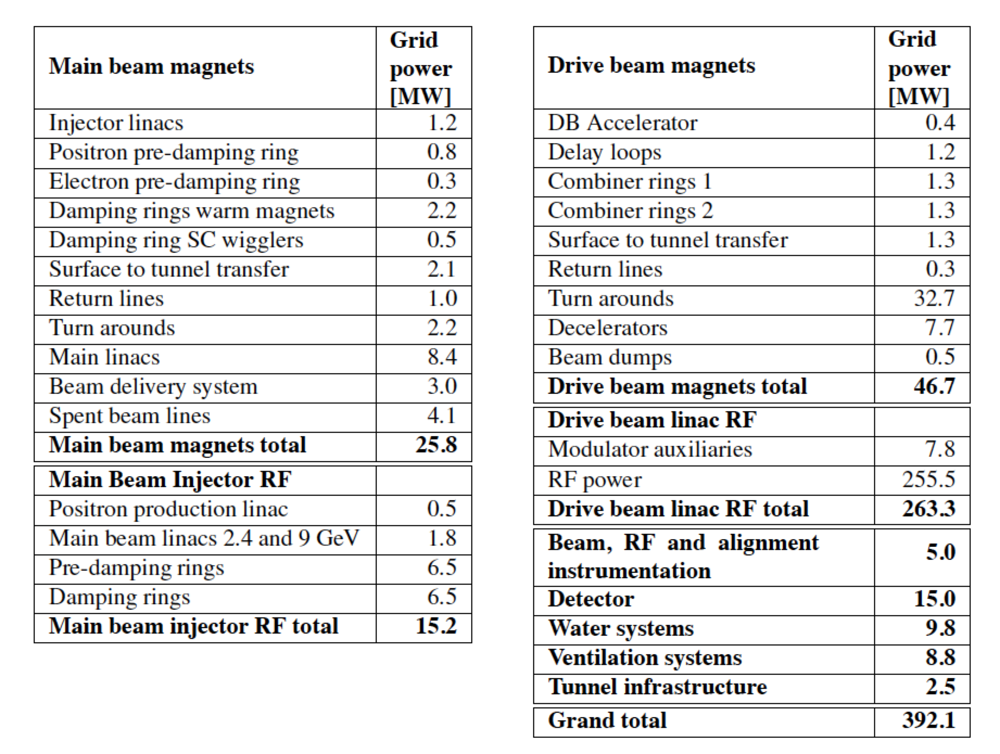 Main beam magnets Grid power [MW]
Injector linacs 1.2
Positron pre-damping ring 0.8
Electron pre-damping ring 0.3
Damping rings warm magnets 2.2
Damping ring SC wigglers 0.5
Surface to tunnel transfer 2.1
Return lines 1.0
Turn arounds 2.2
Main linacs 8.4
Beam delivery system 3.0
Spent beam lines 4.1
Main beam magnets total 25.8
Main Beam Injector RF
Positron production linac 0.5
Main beam linacs 2.4 and 9 GeV 1.8
Pre-damping rings 6.5
Damping rings 6.5
Main beam injector RF total 15.2
Drive beam magnets Grid power [MW]
DB Accelerator 0.4
Delay loops 1.2
Combiner rings 1 1.3
Combiner rings 2 1.3
Surface to tunnel transfer 1.3
Return lines 0.3
Turn arounds 32.7
Decelerators 7.7
Beam dumps 0.5
Drive beam magnets total 46.7
Drive beam linac RF
Modulator auxiliaries 7.8
RF power 255.5
Drive beam linac RF total 263.3
Beam, RF and alignment
instrumentation 5.0
Detector 15.0
Water systems 9.8
Ventilation systems 8.8
Tunnel infrastructure 2.5
Grand total 392.1